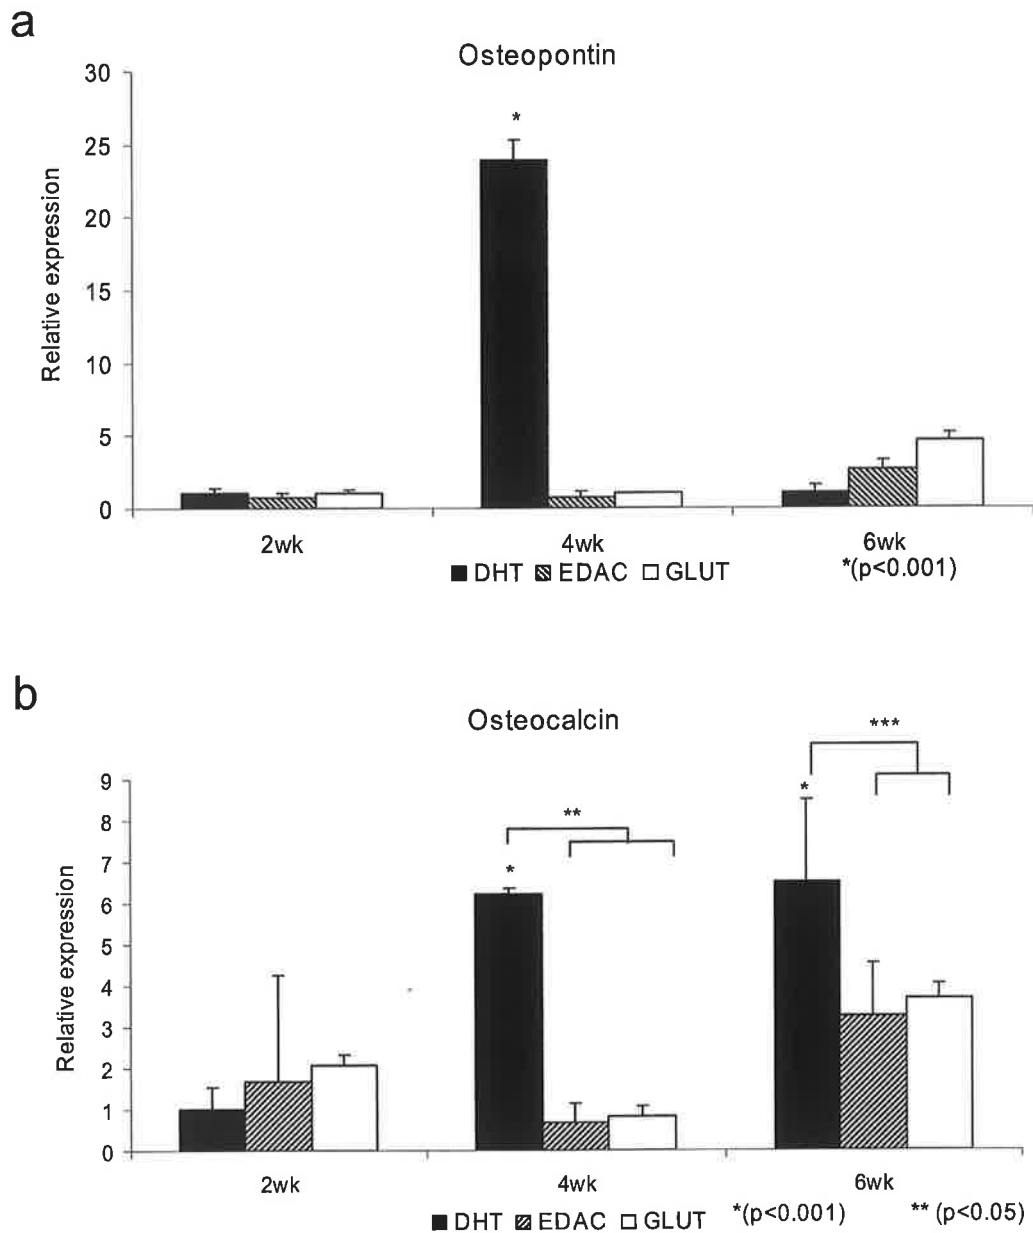 a
Osteopontin
30
25
20
15
10
5
0
Relative expression
*
2wk 4wk 6wk
DHT EDAC GLUT *(p<0.001)
b
Osteocalcin
9
8
7
6
5
4
3
2
1
0
Relative expression
***
*
**
*
2wk 4wk 6wk
DHT EDAC GLUT *(p<0.001) ** (p<0.05)